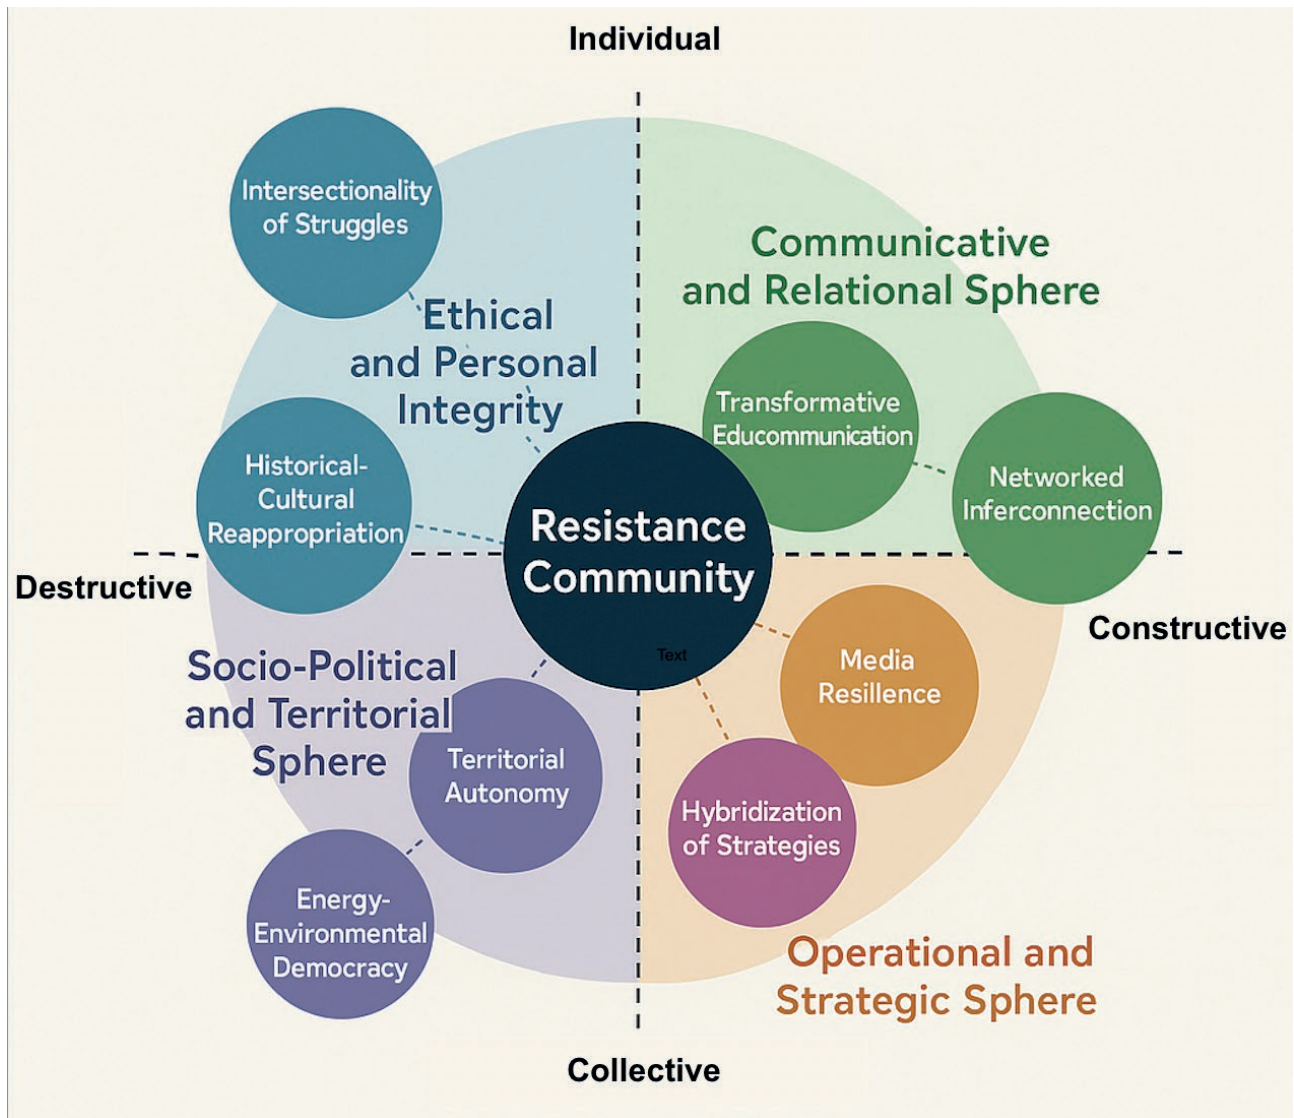 Individual
Intersectionality
of Struggles
Communicative
and Relational Sphere
Ethical
and Personal
Integrity
Transformative
Educommunication
Historical-
Cultural
Reappropriation
Networked
Inferconnection
Resistance
Community
Text
Destructive
Constructive
Socio-Political
and Territorial
Sphere
Media
Resillence
Territorial
Autonomy
Hybridization
of Strategies
Energy-
Environmental
Democracy
Operational and
Strategic Sphere
Collective